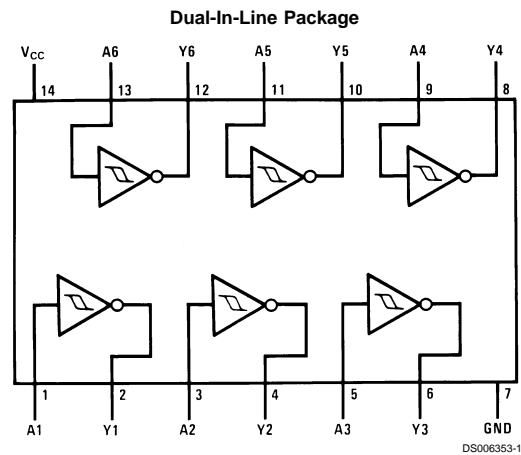 Dual-In-Line Package
VCC A6 Y6 A5 Y5 A4 Y4
14 13 12 11 10 9 8
1 2 3 4 5 6 7
A1 Y1 A2 Y2 A3 Y3 GND
DS006353-1